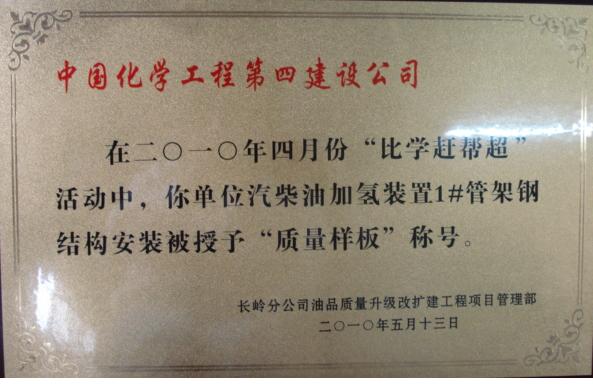 中国化学工程第四建设公司
在二〇一〇年四月份“比学赶帮超”
活动中，你单位汽柴油加氢装置1#管架钢
结构安装被授予“质量样板”称号。
长岭分公司油品质量升级改扩建工程项目管理部
二〇一〇年五月十三日